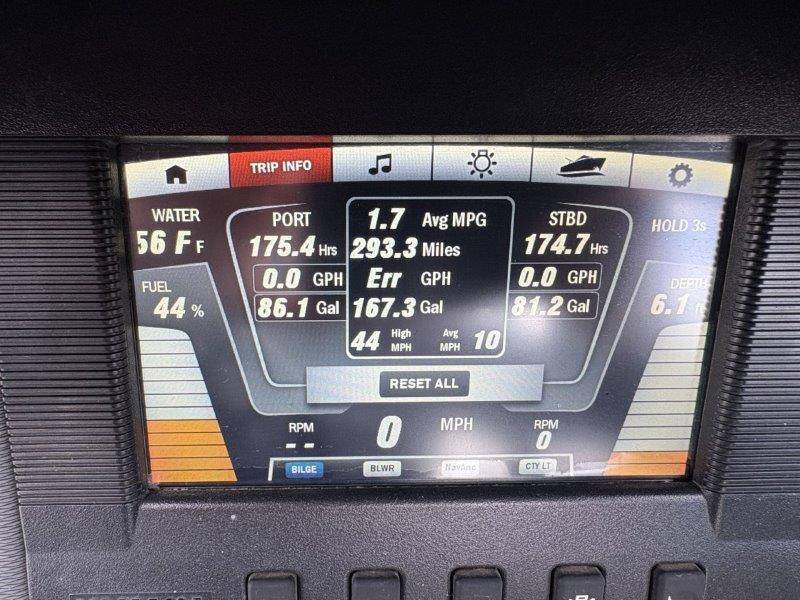 TRIP INFO
WATER
56 F F
FUEL
44 %
PORT
175.4 Hrs
0.0 GPH
86.1 Gal
1.7 Avg MPG
293.3 Miles
Err GPH
167.3 Gal
44 High MPH Avg MPH 10
STBD
174.7 Hrs
0.0 GPH
81.2 Gal
HOLD 3s
DEPTH
6.1 ft
RESET ALL
RPM
--
0 MPH
RPM
0
BILGE
BLWR
NavAnc
CTY LT